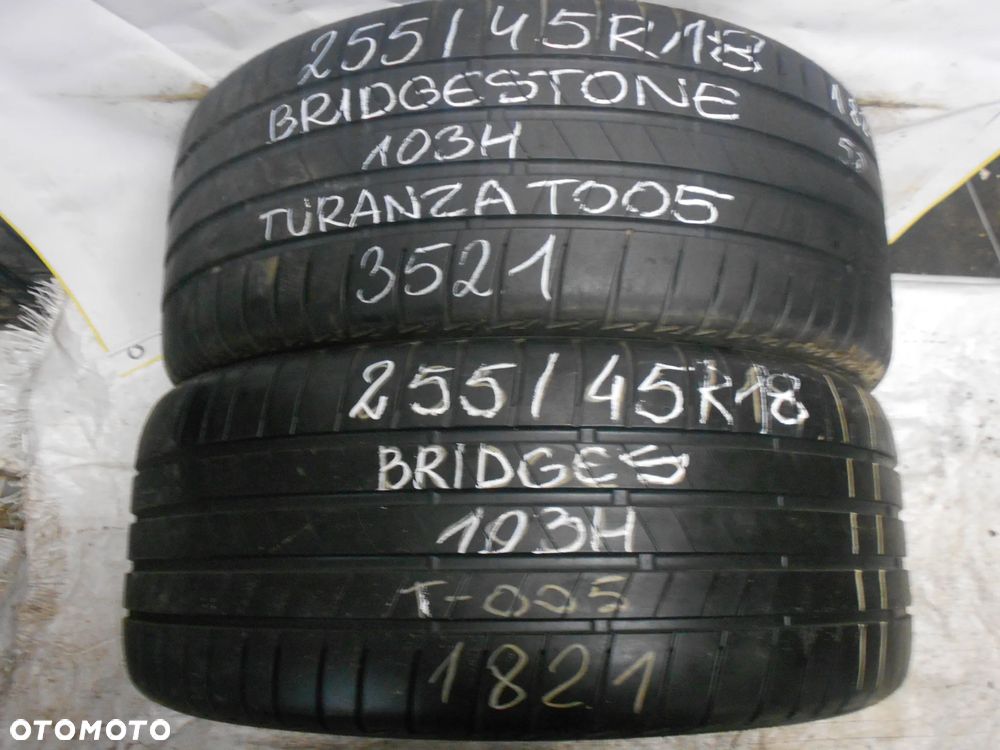 255/45R18
BRIDGESTONE
103H
TURANZA T005
3521
255/45R18
BRIDGES
103H
T-005
1821
OTOMOTO